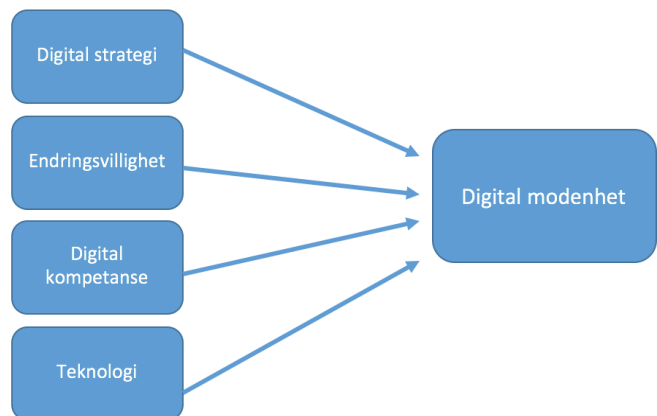 Digital strategi
Endringsvillighet
Digital
kompetanse
Teknologi
Digital modenhet